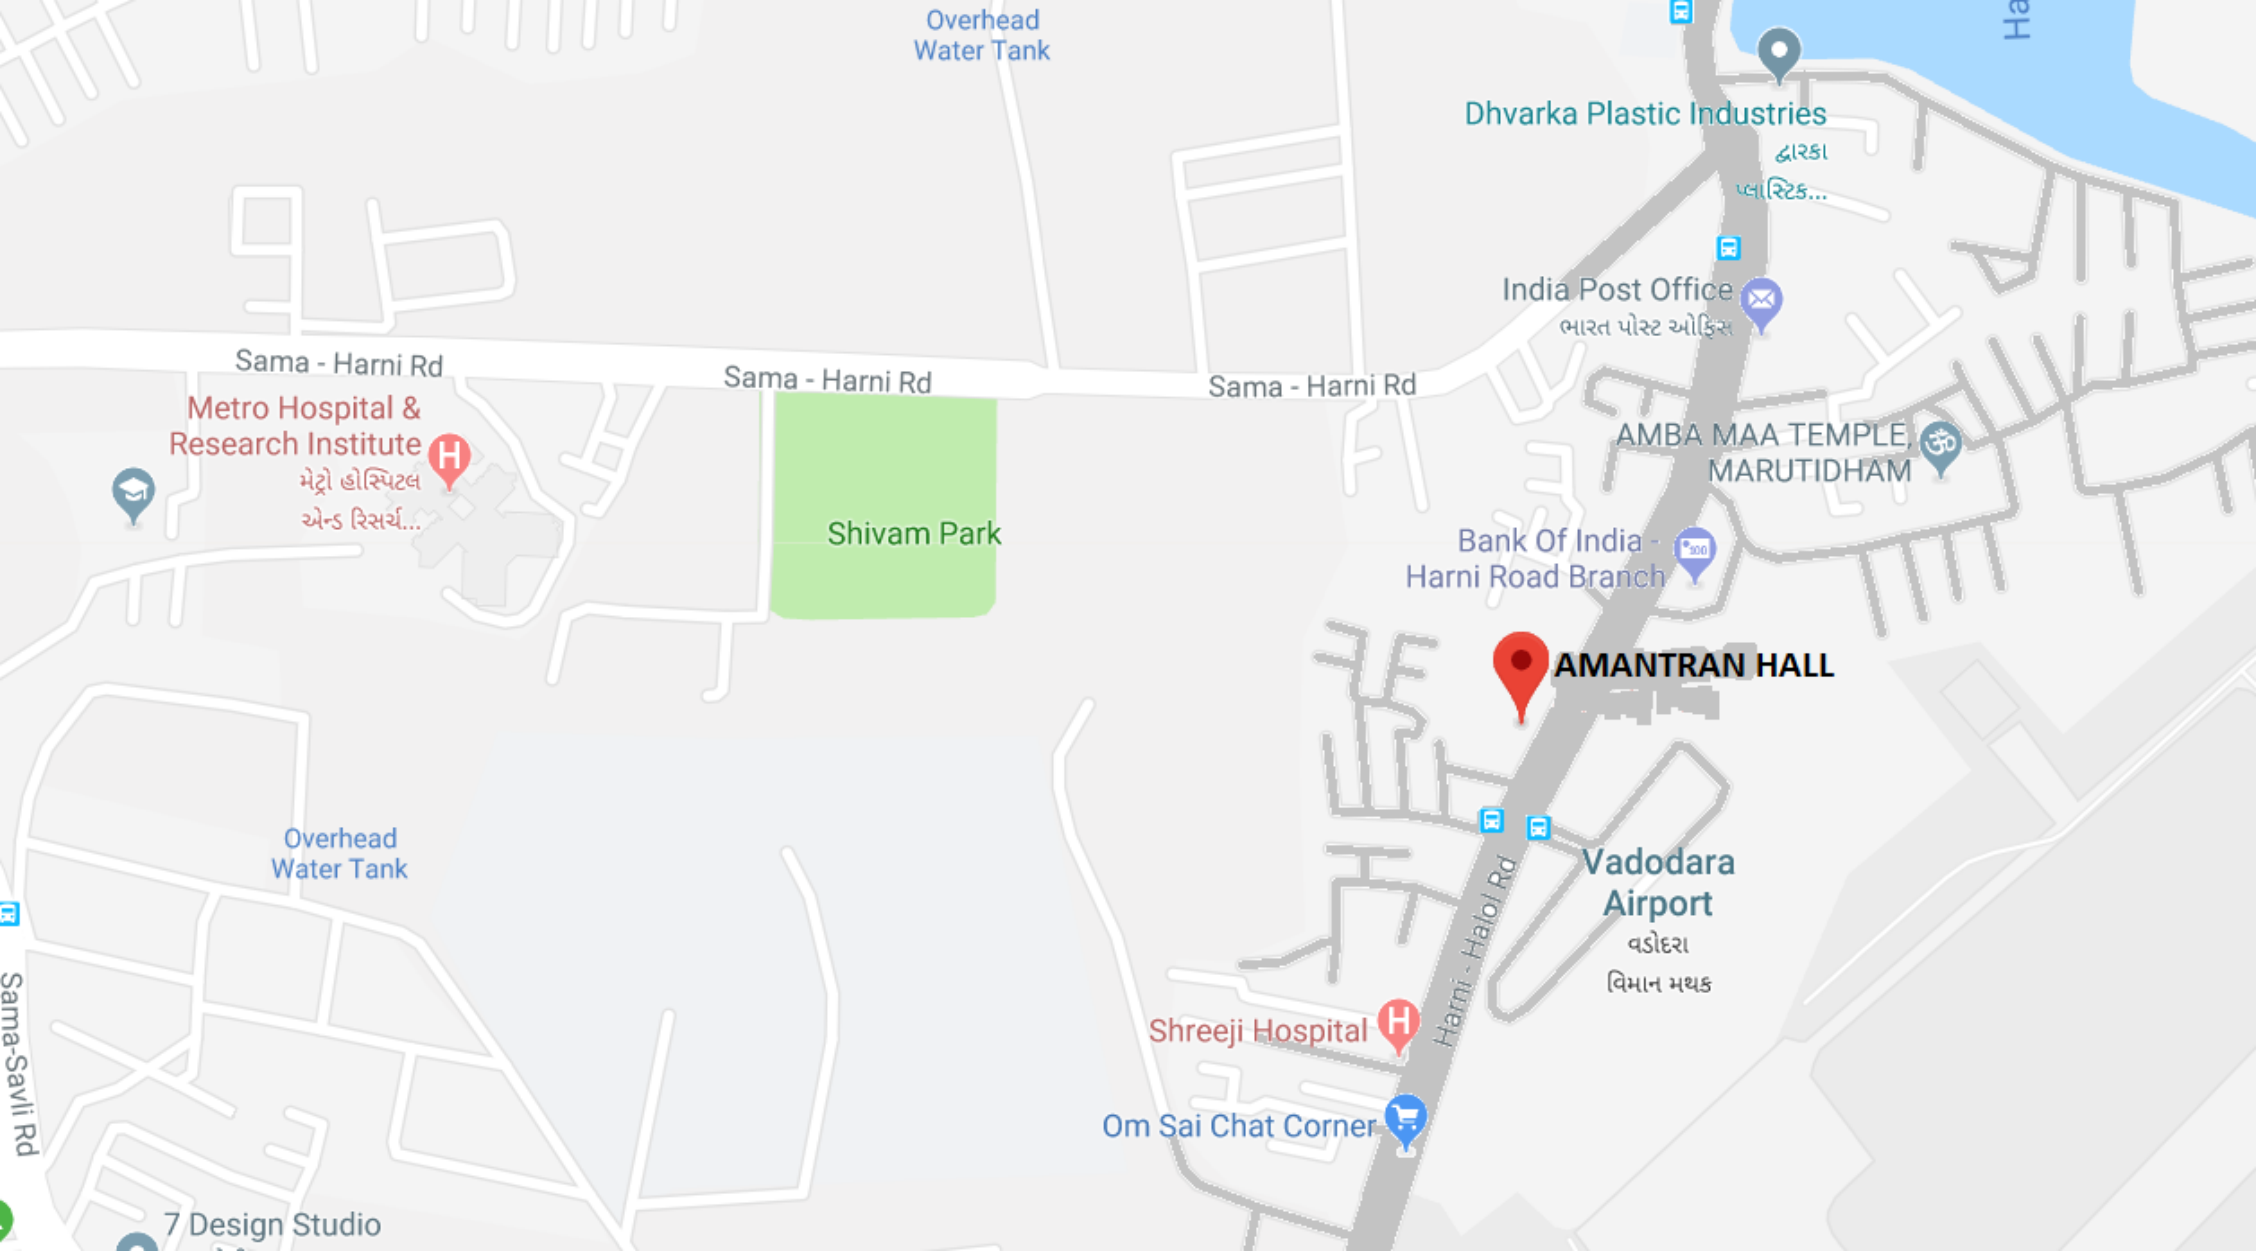 Overhead
Water Tank
Ha
Dhvarka Plastic Industries
દ્વારકા
પ્લાસ્ટિક...
India Post Office
ભારત પોસ્ટ ઓફિસ
Sama - Harni Rd
Sama - Harni Rd
Sama - Harni Rd
Metro Hospital &
Research Institute
મેટ્રો હોસ્પિટલ
એન્ડ રિસર્ચ...
H
AMBA MAA TEMPLE,
MARUTIDHAM
ૐ
Shivam Park
Bank Of India -
Harni Road Branch
AMANTRAN HALL
Overhead
Water Tank
Vadodara
Airport
વડોદરા
વિમાન મથક
Harni - Halol Rd
Sama-Savli Rd
Shreeji Hospital
H
Om Sai Chat Corner
7 Design Studio